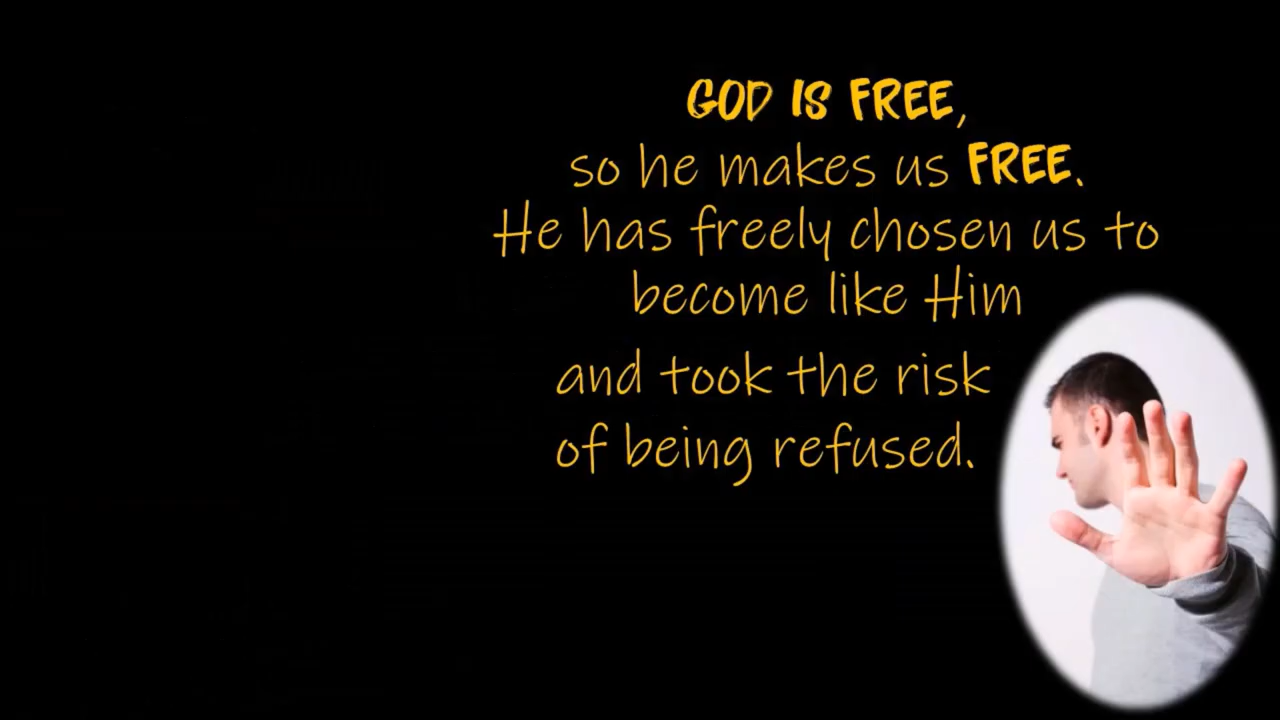 GOD IS FREE,
so he makes us FREE.
He has freely chosen us to
become like Him
and took the risk
of being refused.